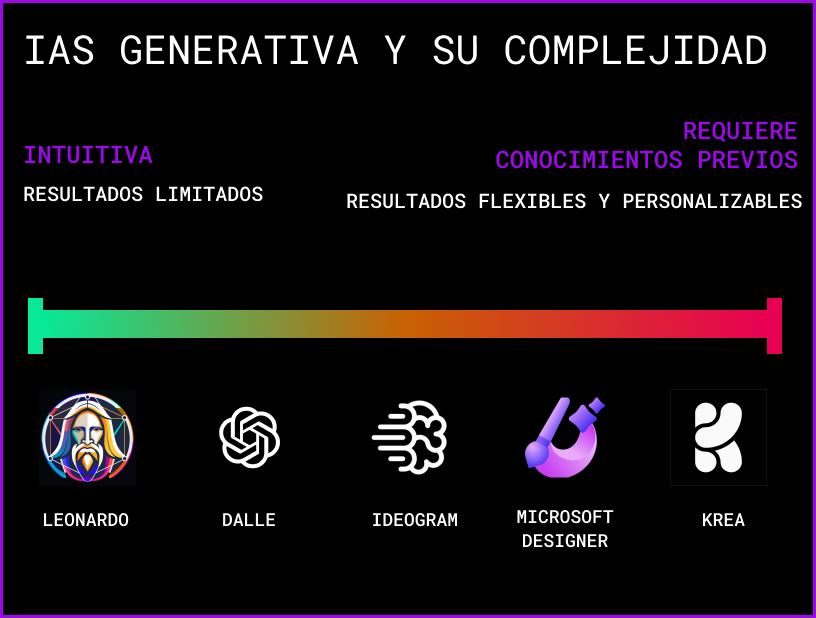 IAS GENERATIVA Y SU COMPLEJIDAD
INTUITIVA
RESULTADOS LIMITADOS
REQUIERE
CONOCIMIENTOS PREVIOS
RESULTADOS FLEXIBLES Y PERSONALIZABLES
LEONARDO
DALLE
IDEOGRAM
MICROSOFT
DESIGNER
KREA